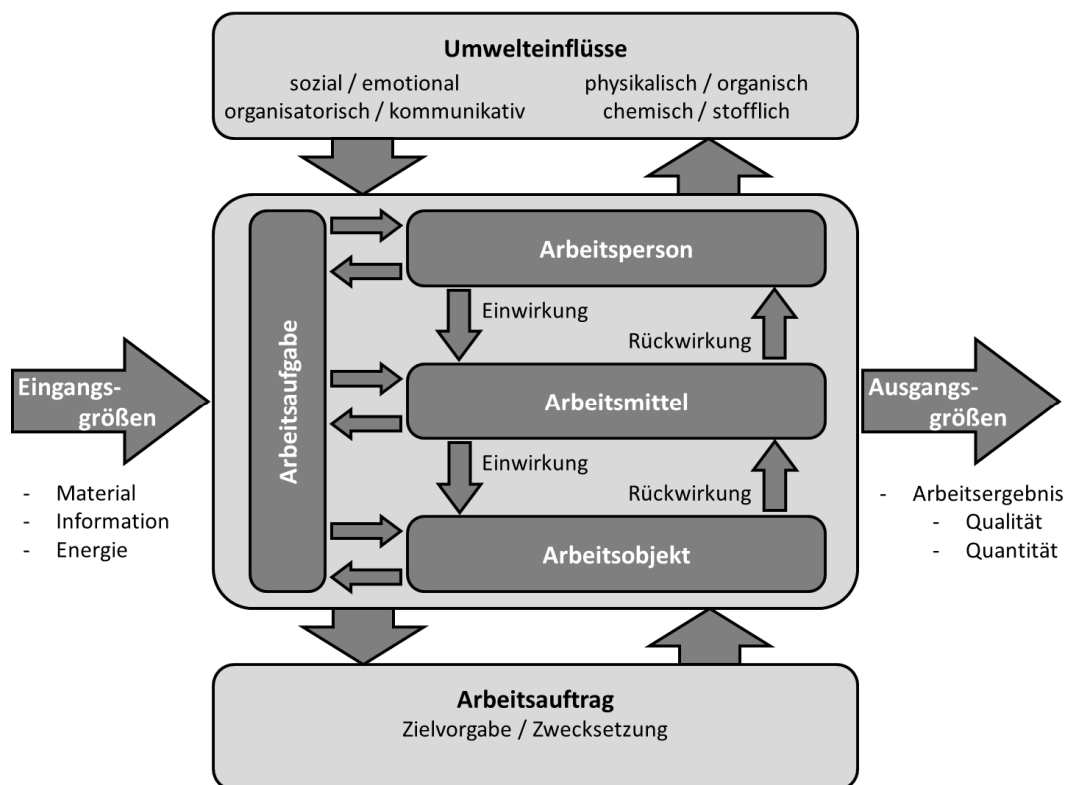 Umwelteinflüsse
sozial / emotional
organisatorisch / kommunikativ
physikalisch / organisch
chemisch / stofflich
Arbeitsaufgabe
Arbeitsperson
Einwirkung
Rückwirkung
Arbeitsmittel
Einwirkung
Rückwirkung
Arbeitsobjekt
Eingangs-
größen
- Material
- Information
- Energie
Ausgangs-
größen
- Arbeitsergebnis
- Qualität
- Quantität
Arbeitsauftrag
Zielvorgabe / Zwecksetzung